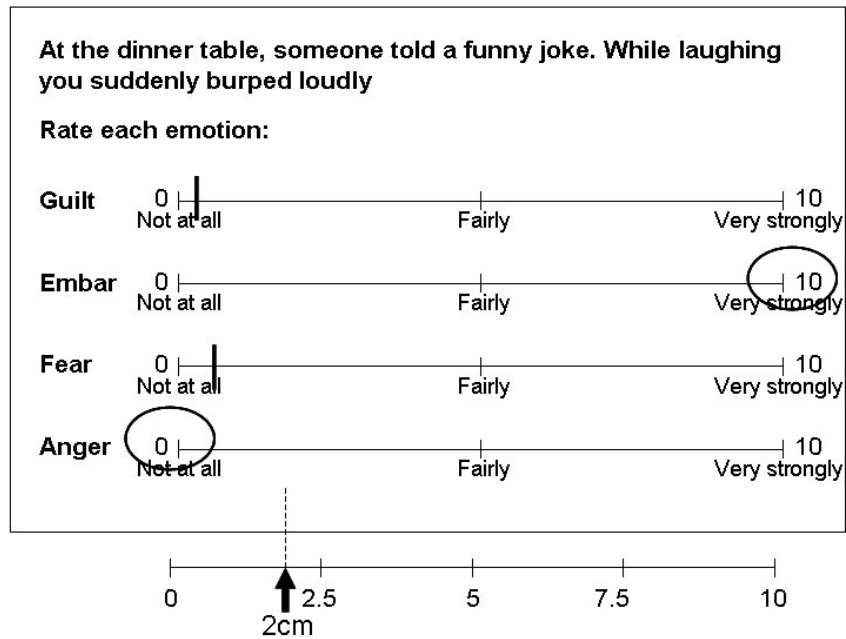 At the dinner table, someone told a funny joke. While laughing
you suddenly burped loudly
Rate each emotion:
Guilt 0 10
Not at all Fairly Very strongly
Embar 0 10
Not at all Fairly Very strongly
Fear 0 10
Not at all Fairly Very strongly
Anger 0 10
Not at all Fairly Very strongly
0 2.5 5 7.5 10
2cm